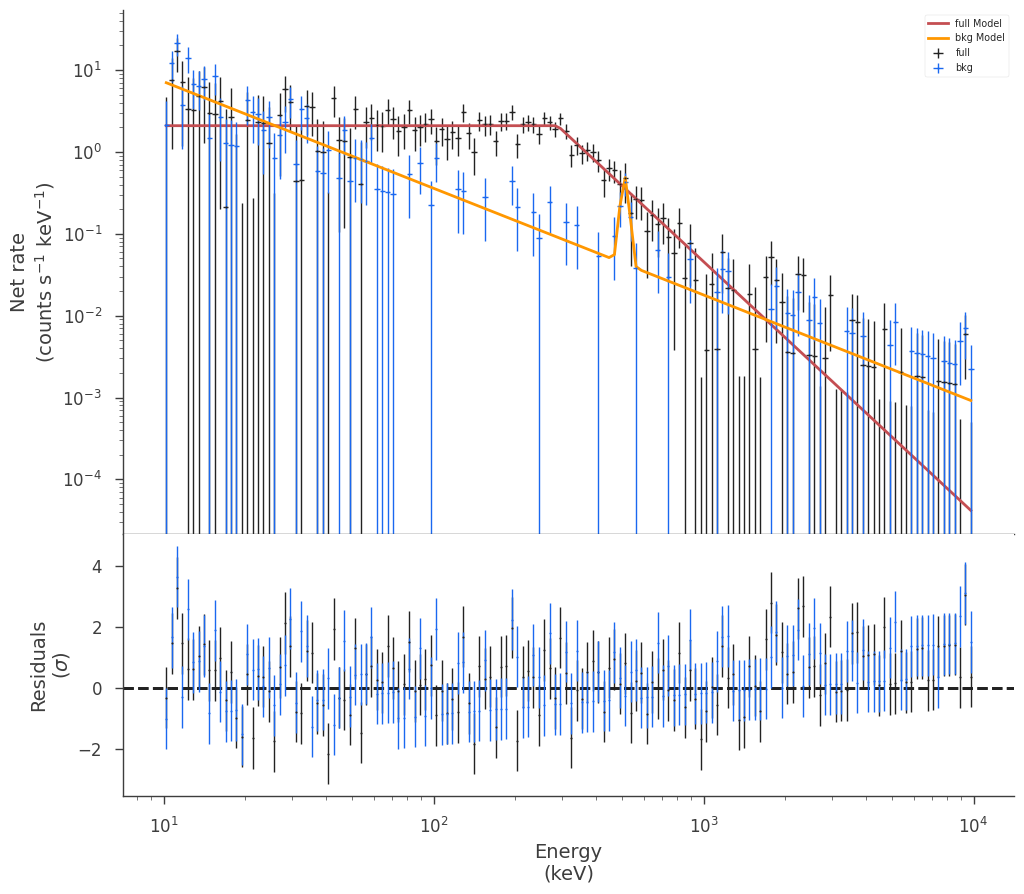 full Model
bkg Model
full
bkg
10¹
10⁰
10⁻¹
10⁻²
10⁻³
10⁻⁴
Net rate
(counts s⁻¹ keV⁻¹)
4
2
0
−2
Residuals
(σ)
10¹ 10² 10³ 10⁴
Energy
(keV)